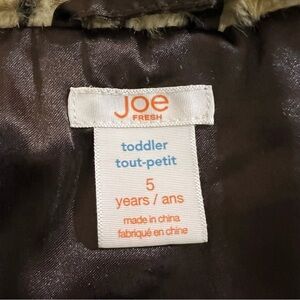 joe
FRESH
toddler
tout-petit
5
years / ans
made in china
fabriqué en chine